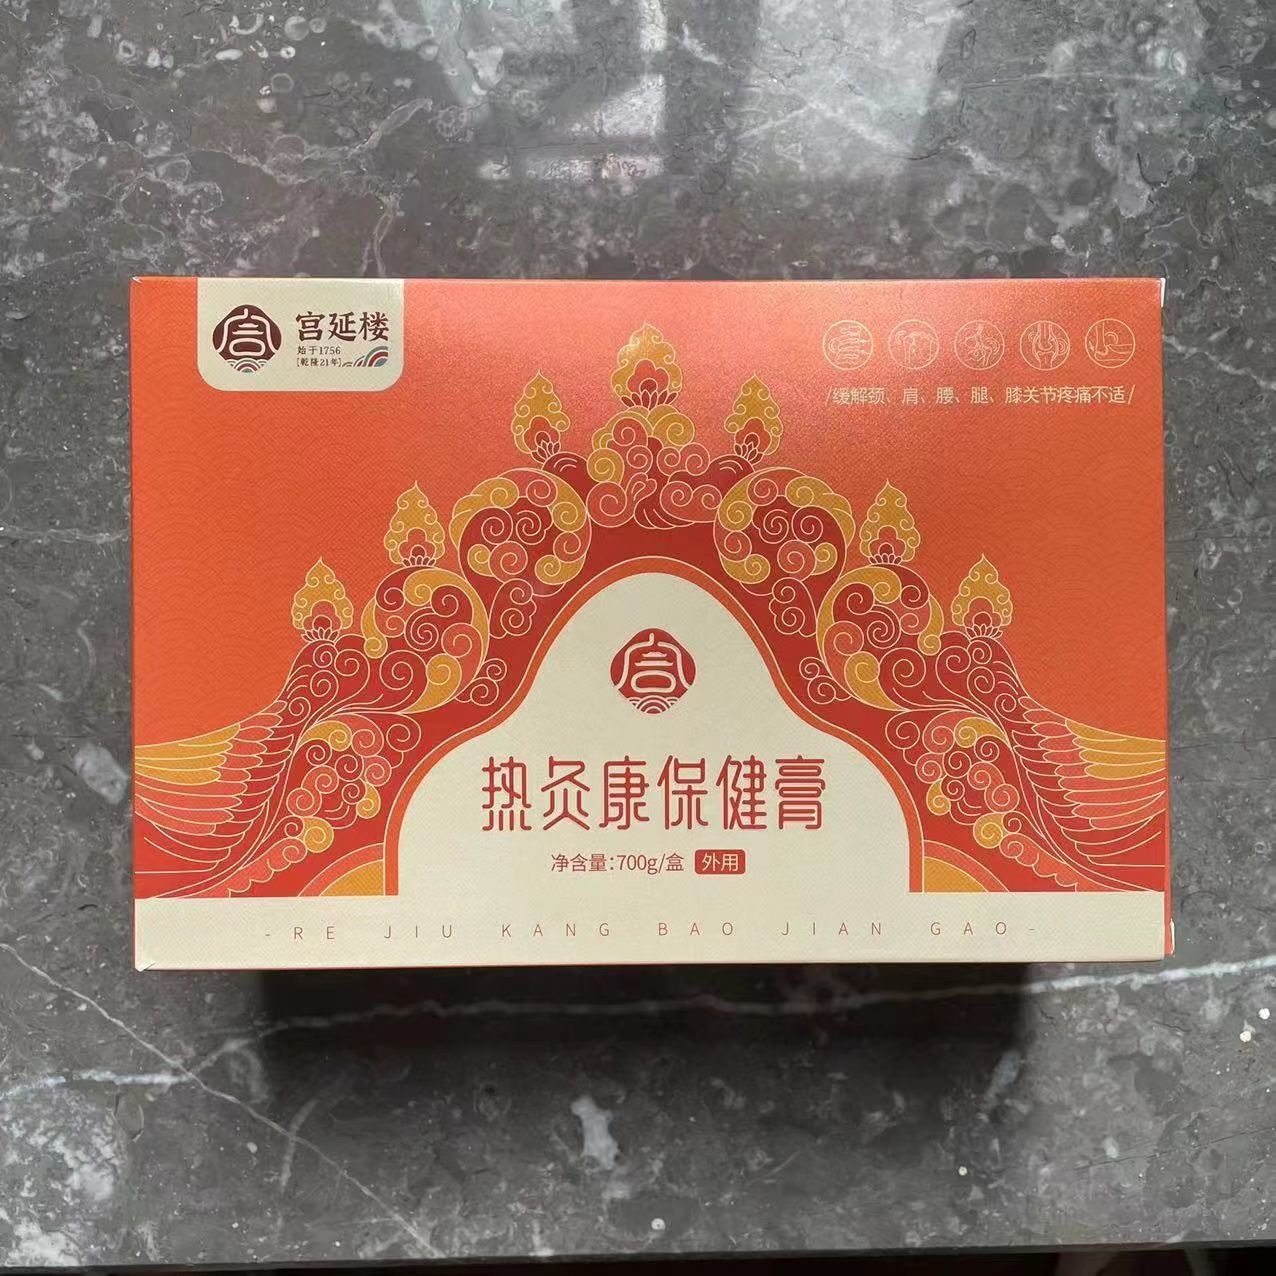 宫延楼
始于1756
[乾隆21年]
/缓解颈、肩、腰、腿、膝关节疼痛不适/
热灸康保健膏
净含量:700g/盒 外用
-RE JIU KANG BAO JIAN GAO-